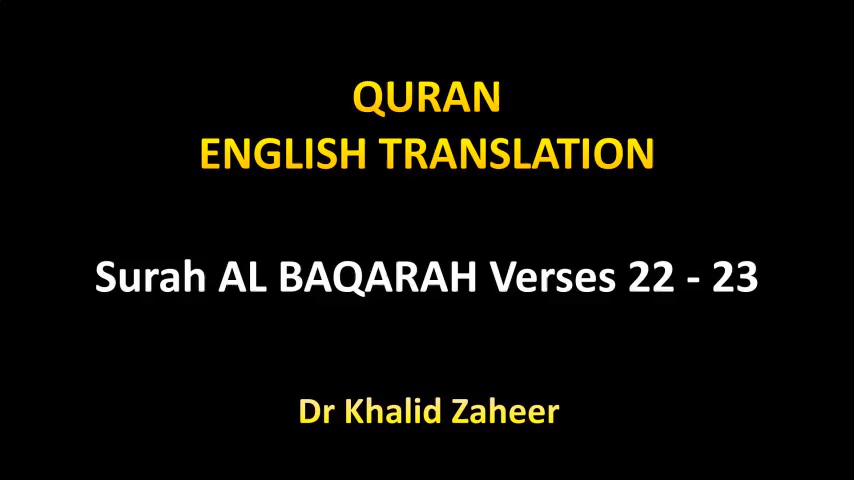 QURAN
ENGLISH TRANSLATION
Surah AL BAQARAH Verses 22 - 23
Dr Khalid Zaheer